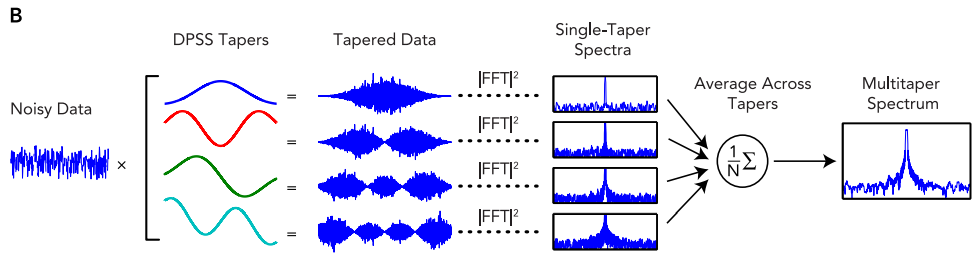 B
DPSS Tapers
Tapered Data
Single-Taper
Spectra
Average Across
Tapers
Multitaper
Spectrum
Noisy Data
×
=
|FFT|²
=
|FFT|²
=
|FFT|²
=
|FFT|²
1/N Σ